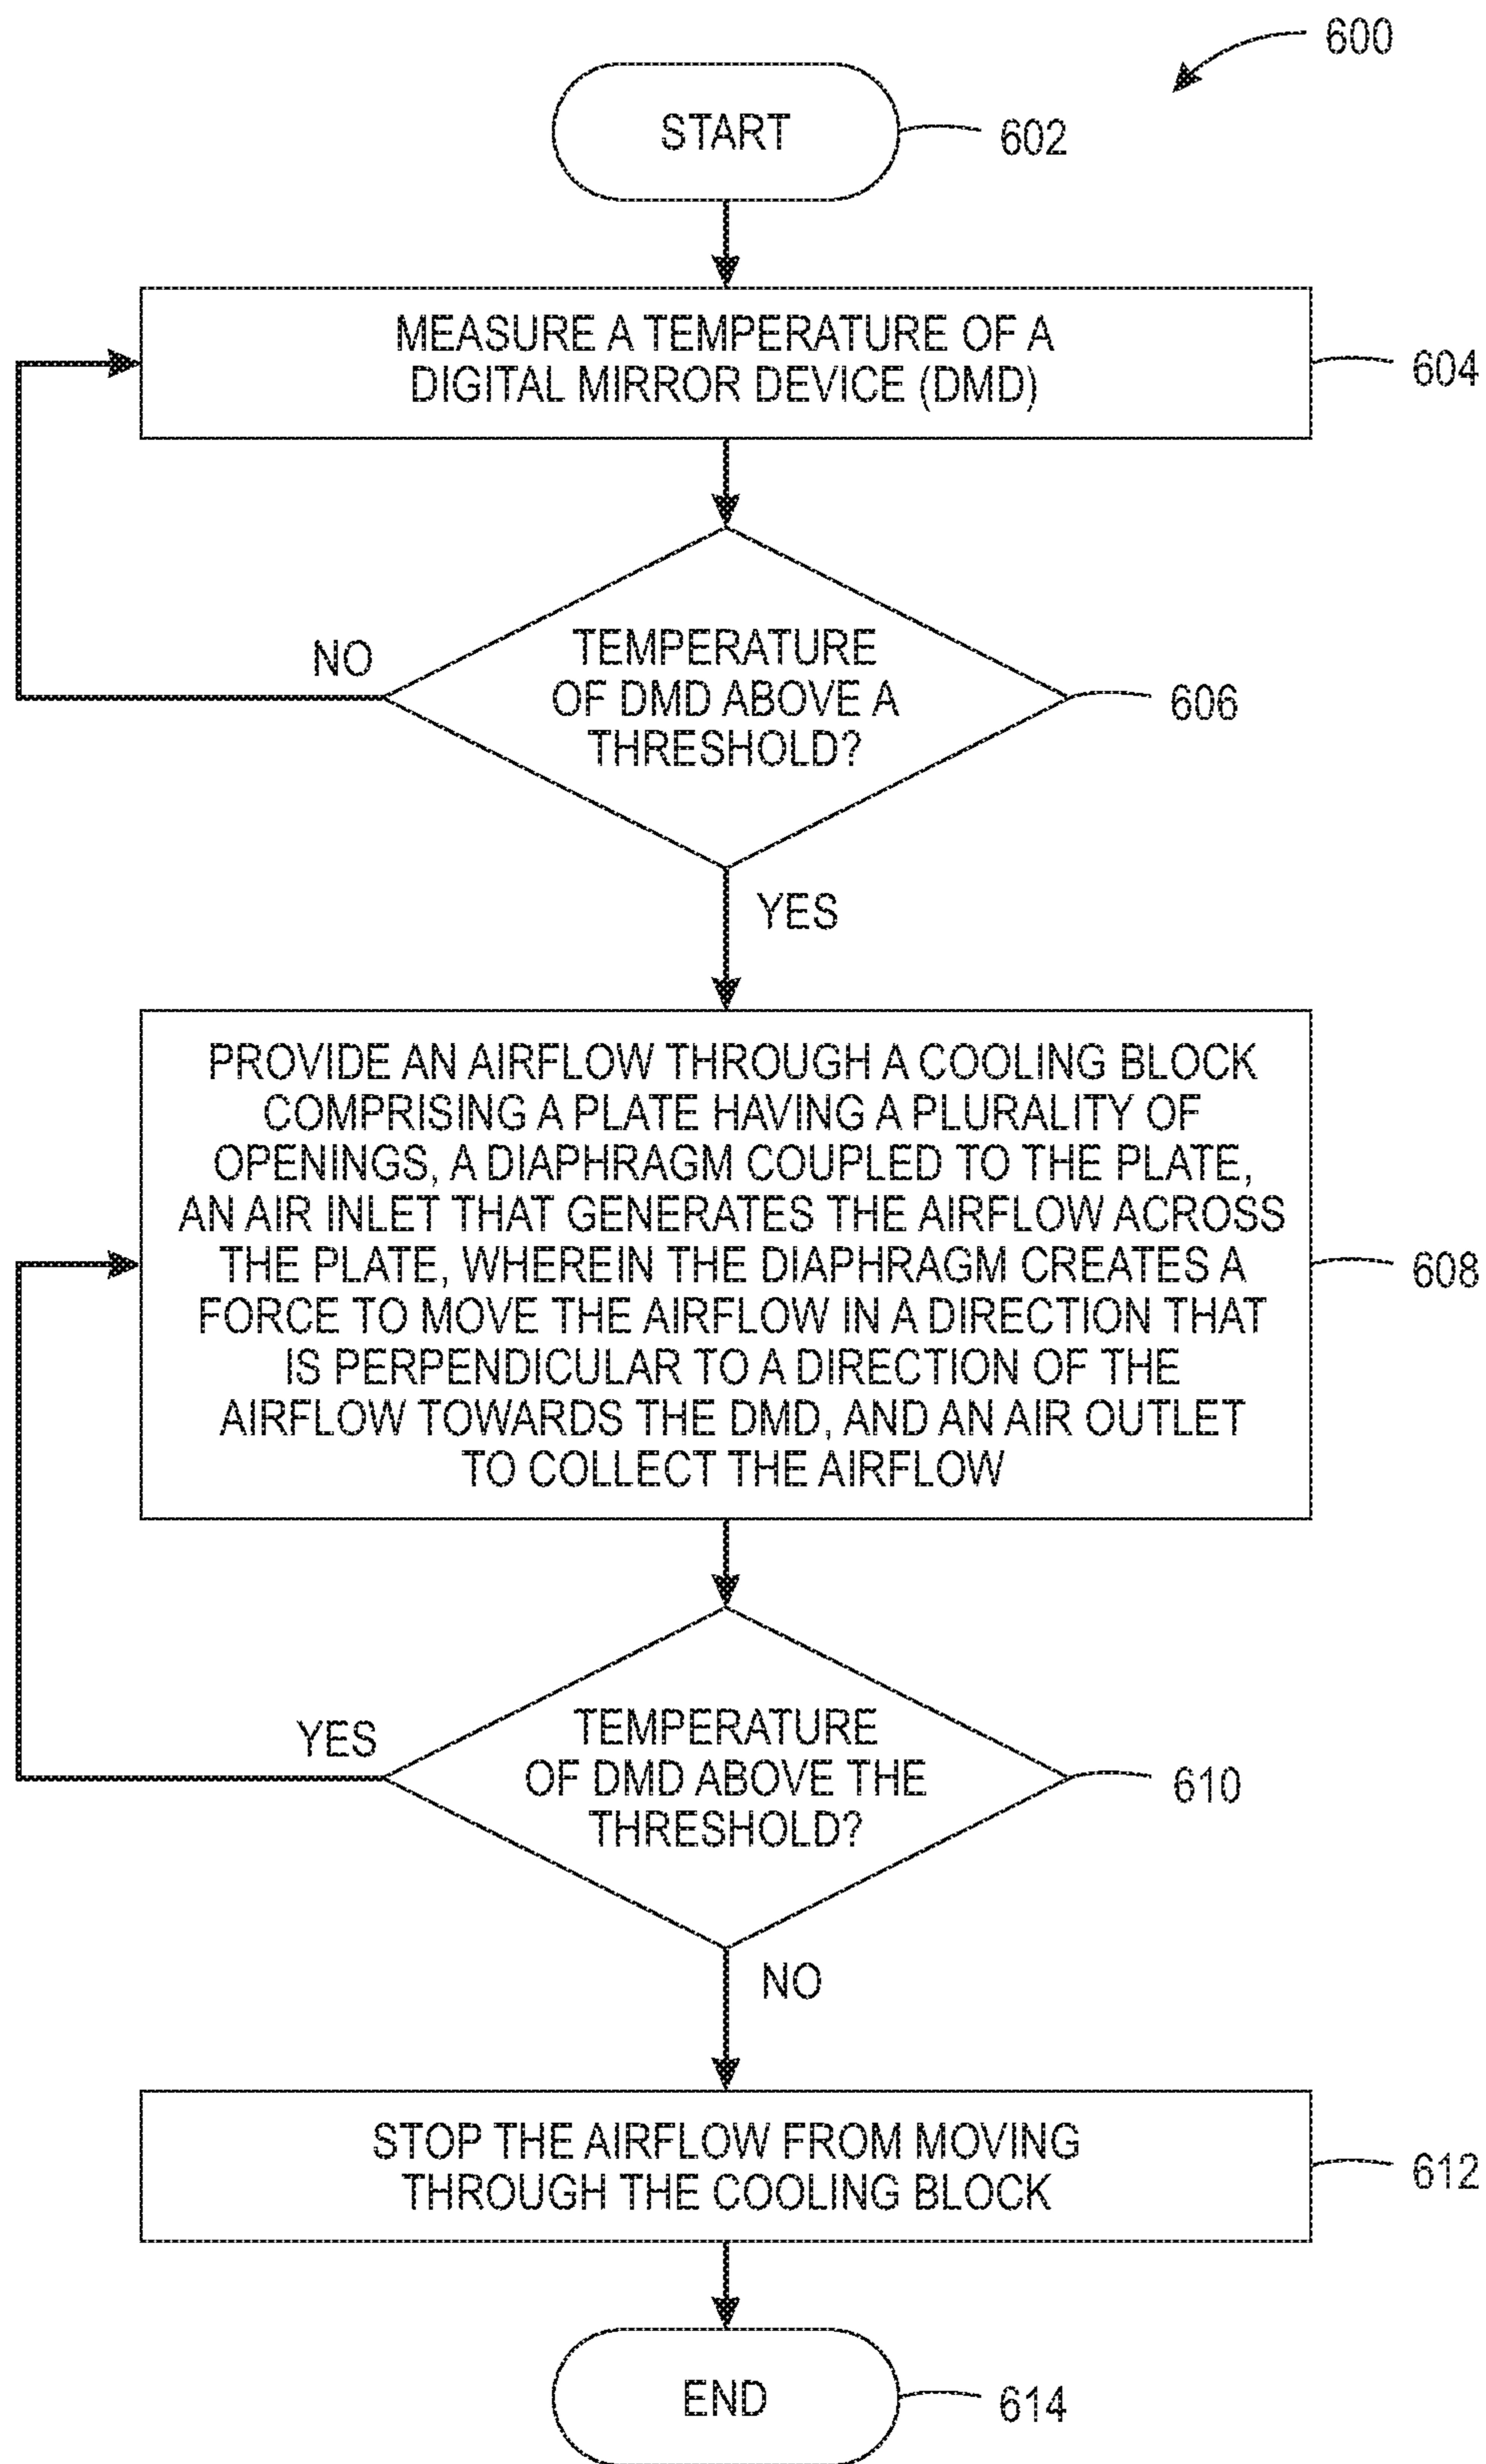 600
START
602
MEASURE A TEMPERATURE OF A
DIGITAL MIRROR DEVICE (DMD)
604
NO
TEMPERATURE
OF DMD ABOVE A
THRESHOLD?
606
YES
PROVIDE AN AIRFLOW THROUGH A COOLING BLOCK
COMPRISING A PLATE HAVING A PLURALITY OF
OPENINGS, A DIAPHRAGM COUPLED TO THE PLATE,
AN AIR INLET THAT GENERATES THE AIRFLOW ACROSS
THE PLATE, WHEREIN THE DIAPHRAGM CREATES A
FORCE TO MOVE THE AIRFLOW IN A DIRECTION THAT
IS PERPENDICULAR TO A DIRECTION OF THE
AIRFLOW TOWARDS THE DMD, AND AN AIR OUTLET
TO COLLECT THE AIRFLOW
608
YES
TEMPERATURE
OF DMD ABOVE THE
THRESHOLD?
610
NO
STOP THE AIRFLOW FROM MOVING
THROUGH THE COOLING BLOCK
612
END
614